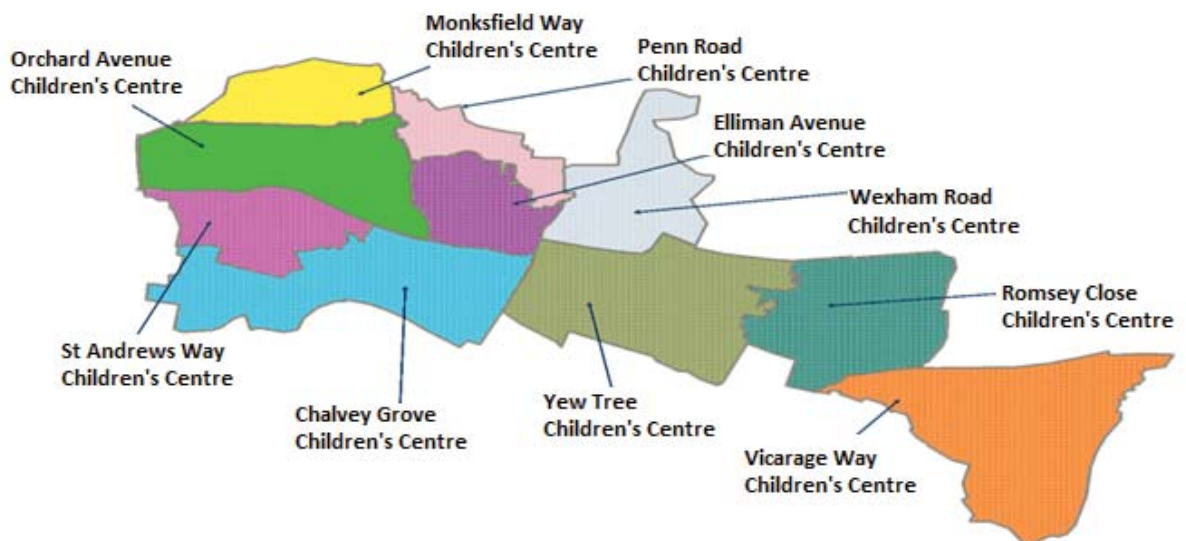 Monksfield Way
Children's Centre
Orchard Avenue
Children's Centre
Penn Road
Children's Centre
Elliman Avenue
Children's Centre
Wexham Road
Children's Centre
Romsey Close
Children's Centre
St Andrews Way
Children's Centre
Chalvey Grove
Children's Centre
Yew Tree
Children's Centre
Vicarage Way
Children's Centre